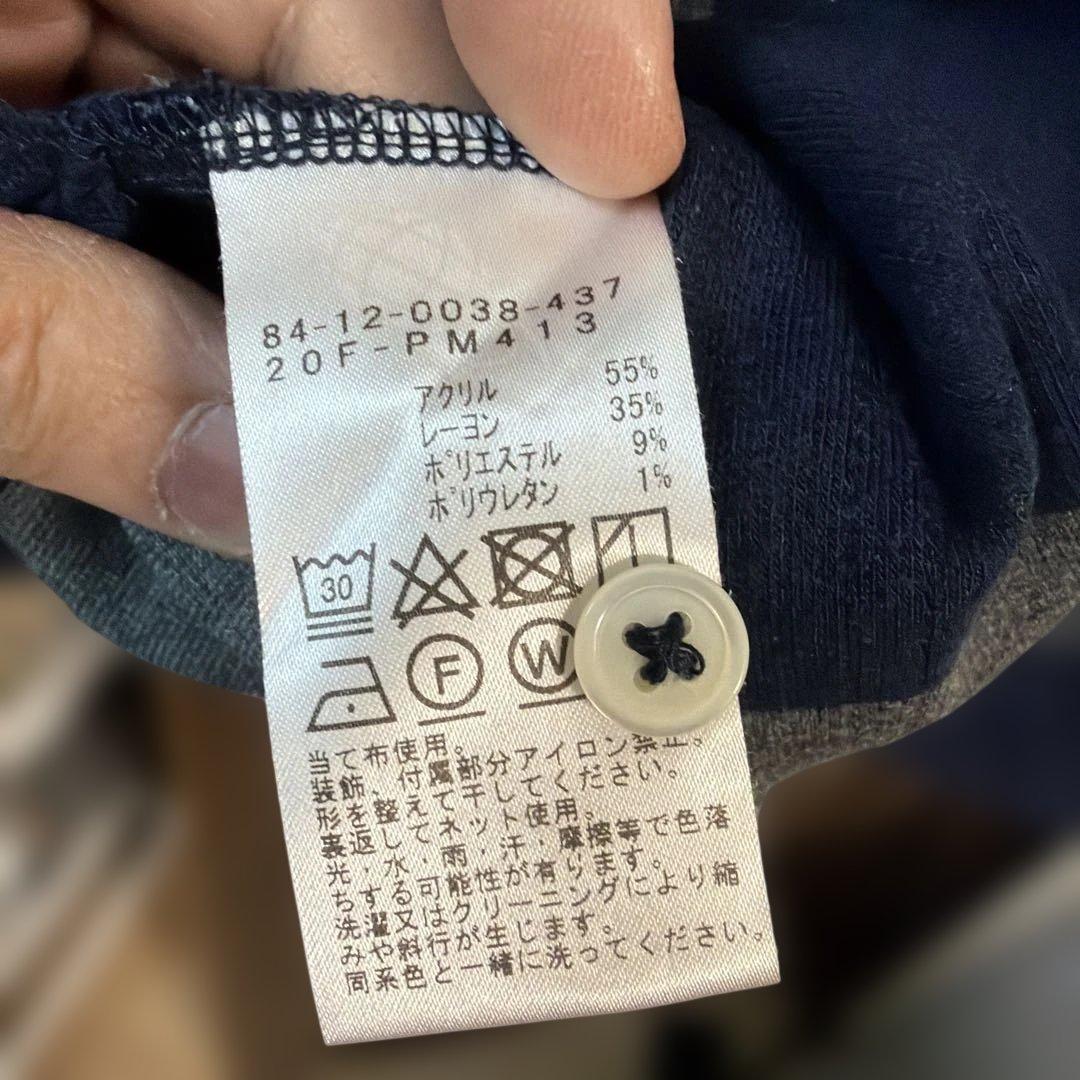 84-12-0038-437
20F-PM413
アクリル 55%
レーヨン 35%
ポリエステル 9%
ポリウレタン 1%
30
F W
当て布使用。
装飾、付属部分アイロン禁止。
形を整えて干してください。
裏返し、ネット使用。
光・水・雨・汗・摩擦等で色落
ちする可能性が有ります。
洗濯又はクリーニングにより縮
みや料行が生じます。
同系色と一緒に洗ってください。